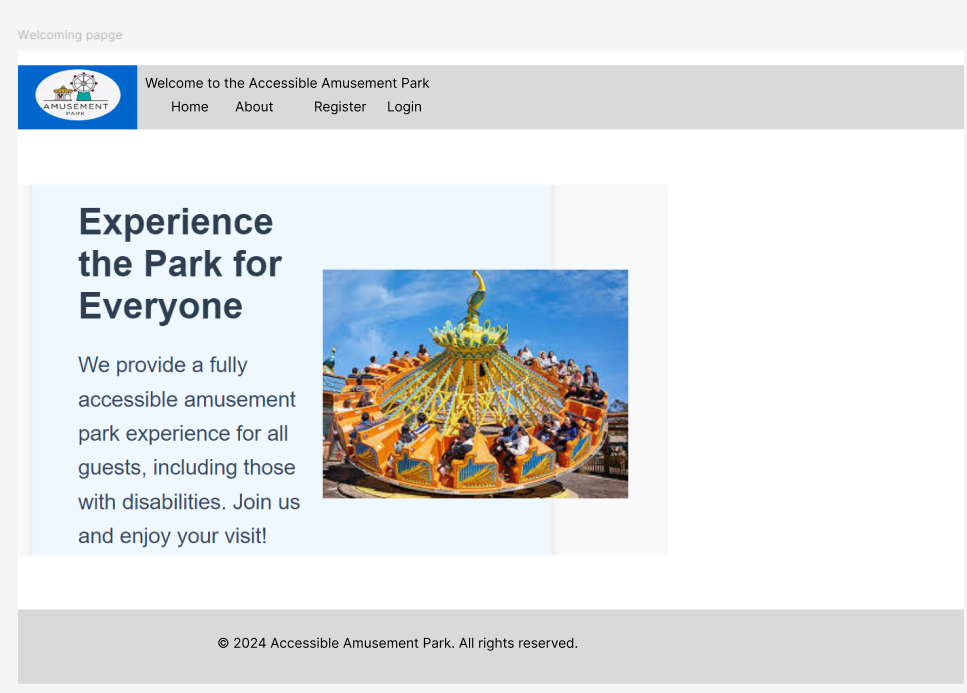 Welcoming papge
AMUSEMENT
PARK
Welcome to the Accessible Amusement Park
Home About Register Login
Experience
the Park for
Everyone
We provide a fully
accessible amusement
park experience for all
guests, including those
with disabilities. Join us
and enjoy your visit!
© 2024 Accessible Amusement Park. All rights reserved.